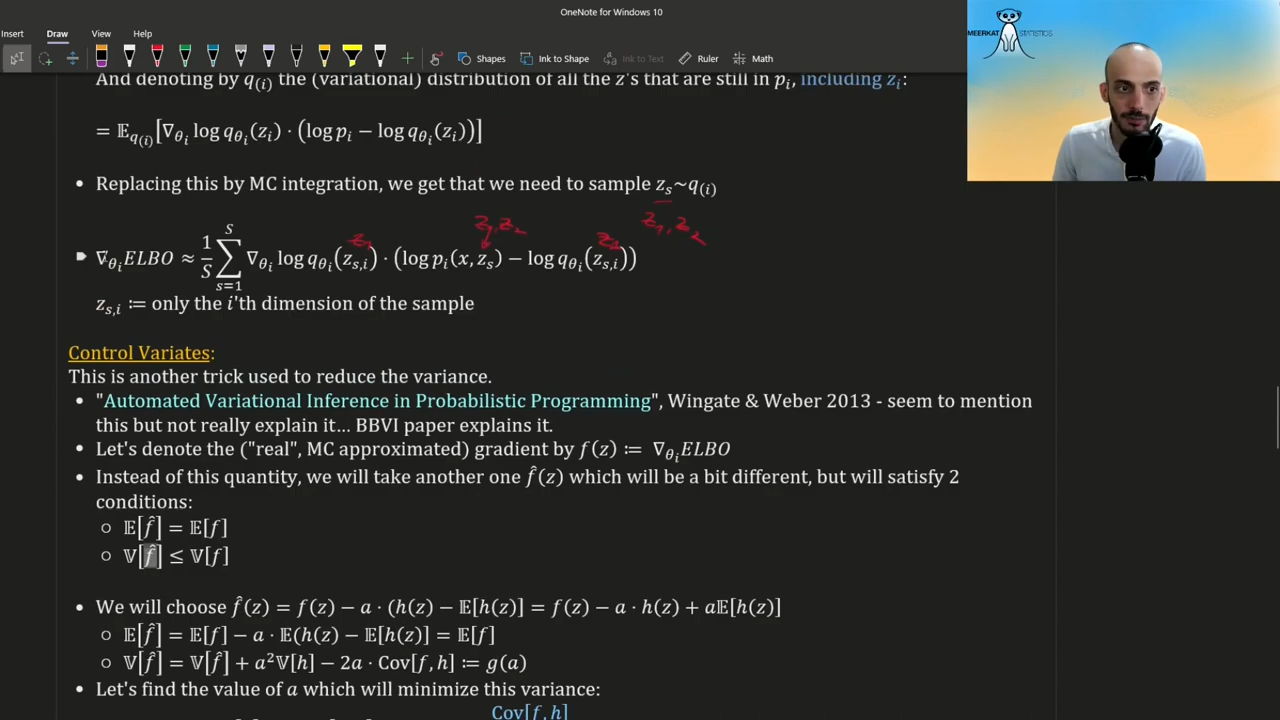 OneNote for Windows 10
Insert Draw View Help
Shapes Ink to Shape Ink to Text Ruler Math
MEERKAT STATISTICS
And denoting by q_(i) the (variational) distribution of all the z's that are still in p_i, including z_i:
= 𝔼_q(i)[∇_θi log q_θi(z_i) · (log p_i − log q_θi(z_i))]
• Replacing this by MC integration, we get that we need to sample z_s~q_(i)
z_1 z_1, z_2 z_1 z_1, z_2
∇_θi ELBO ≈ 1/S ∑_{s=1}^{S} ∇_θi log q_θi(z_s,i) · (log p_i(x, z_s) − log q_θi(z_s,i))
z_s,i ≔ only the i'th dimension of the sample
Control Variates:
This is another trick used to reduce the variance.
• "Automated Variational Inference in Probabilistic Programming", Wingate & Weber 2013 - seem to mention
this but not really explain it… BBVI paper explains it.
• Let's denote the ("real", MC approximated) gradient by f(z) ≔ ∇_θi ELBO
• Instead of this quantity, we will take another one f̂(z) which will be a bit different, but will satisfy 2
conditions:
○ 𝔼[f̂] = 𝔼[f]
○ 𝕍[f̂] ≤ 𝕍[f]
• We will choose f̂(z) = f(z) − a · (h(z) − 𝔼[h(z)] = f(z) − a · h(z) + a𝔼[h(z)]
○ 𝔼[f̂] = 𝔼[f] − a · 𝔼(h(z) − 𝔼[h(z)] = 𝔼[f]
○ 𝕍[f̂] = 𝕍[f̂] + a²𝕍[h] − 2a · Cov[f, h] ≔ g(a)
• Let's find the value of a which will minimize this variance:
Cov[f, h]